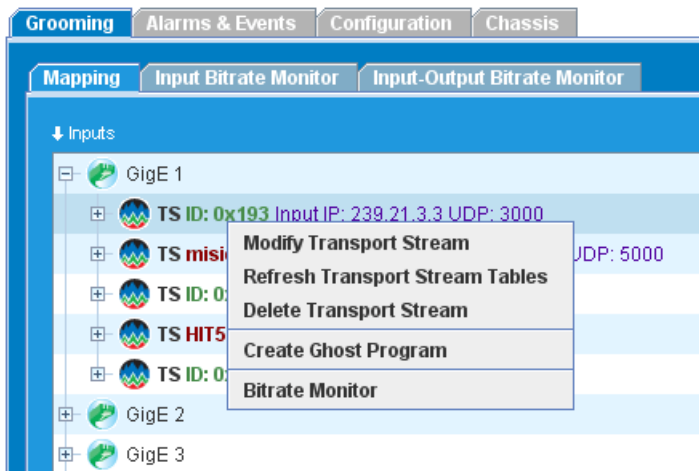 Grooming Alarms & Events Configuration Chassis
Mapping Input Bitrate Monitor Input-Output Bitrate Monitor
Inputs
GigE 1
TS ID: 0x193 Input IP: 239.21.3.3 UDP: 3000
Modify Transport Stream
TS UDP: 5000
Refresh Transport Stream Tables
TS ID:
Delete Transport Stream
TS HIT5
Create Ghost Program
TS ID:
Bitrate Monitor
GigE 2
GigE 3